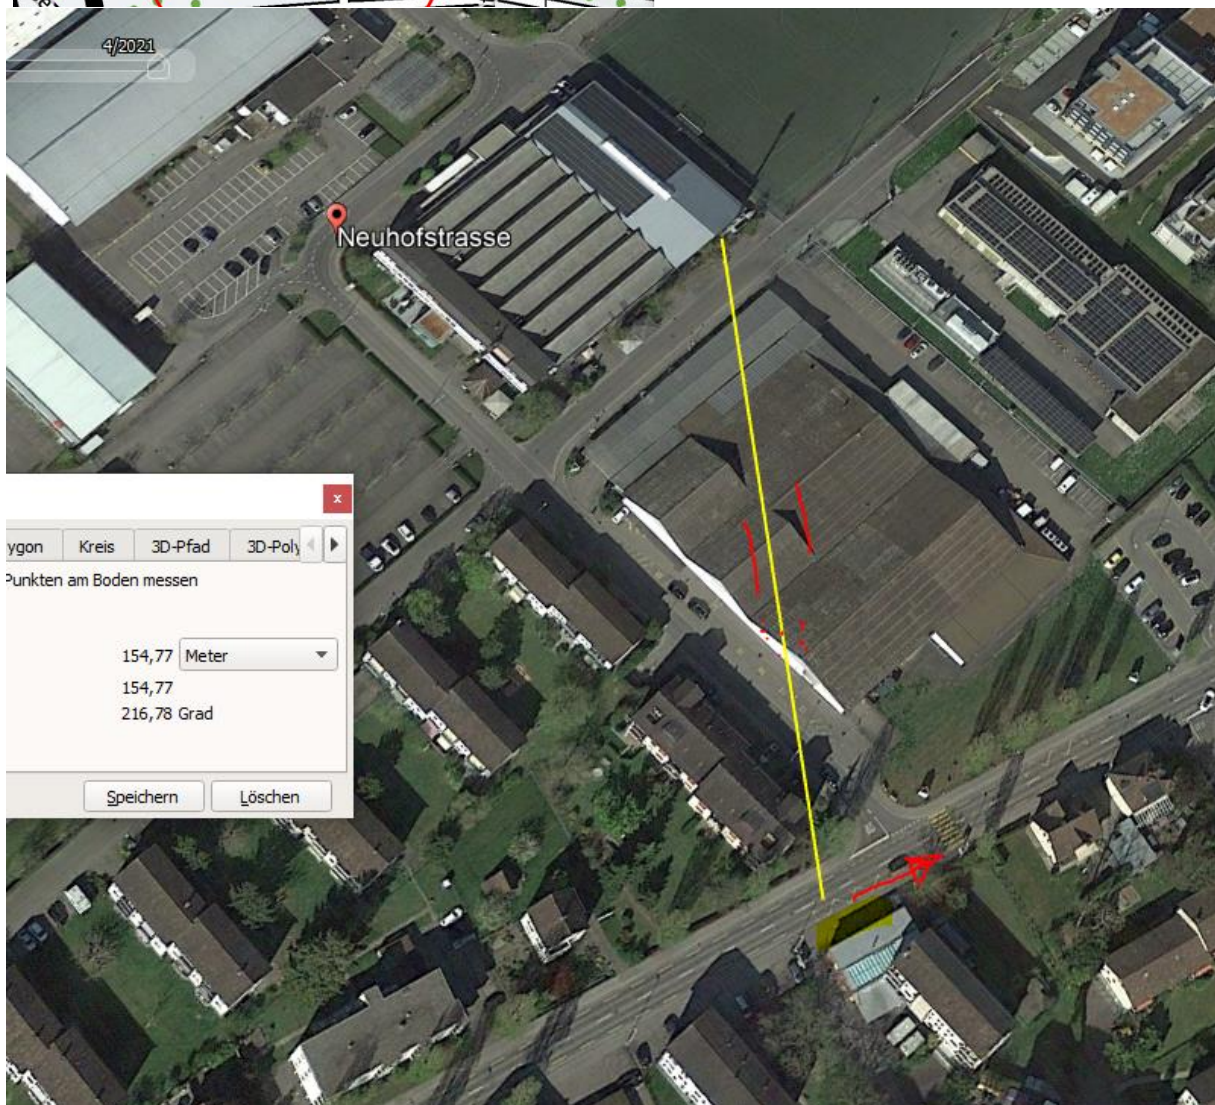 4/2021
Neuhofstrasse
ygon Kreis 3D-Pfad 3D-Poly
Punkten am Boden messen
154,77 Meter
154,77
216,78 Grad
Speichern Löschen